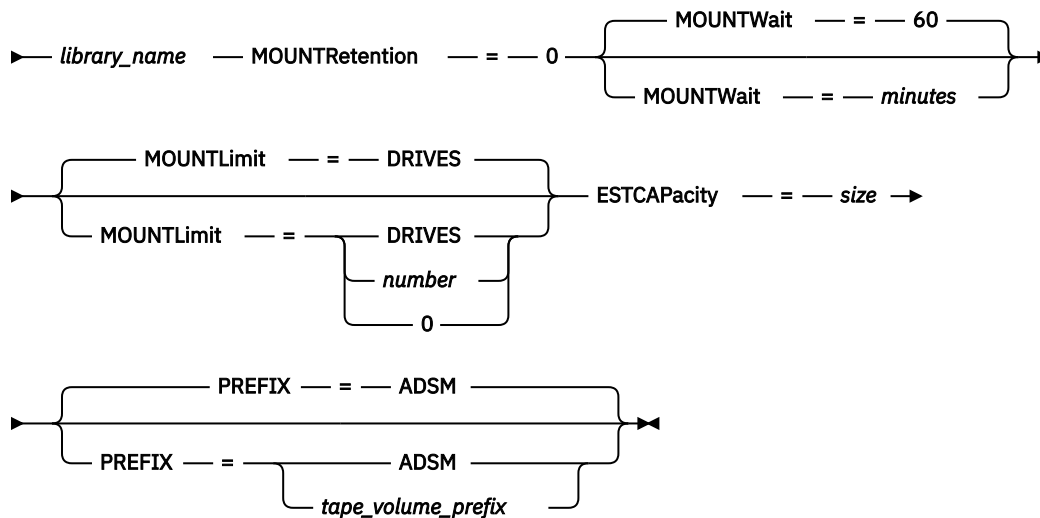 MOUNTWait = 60
library_name MOUNTRetention = 0
MOUNTWait = minutes
MOUNTLimit = DRIVES
ESTCAPacity = size
MOUNTLimit = DRIVES
number
0
PREFIX = ADSM
PREFIX = ADSM
tape_volume_prefix